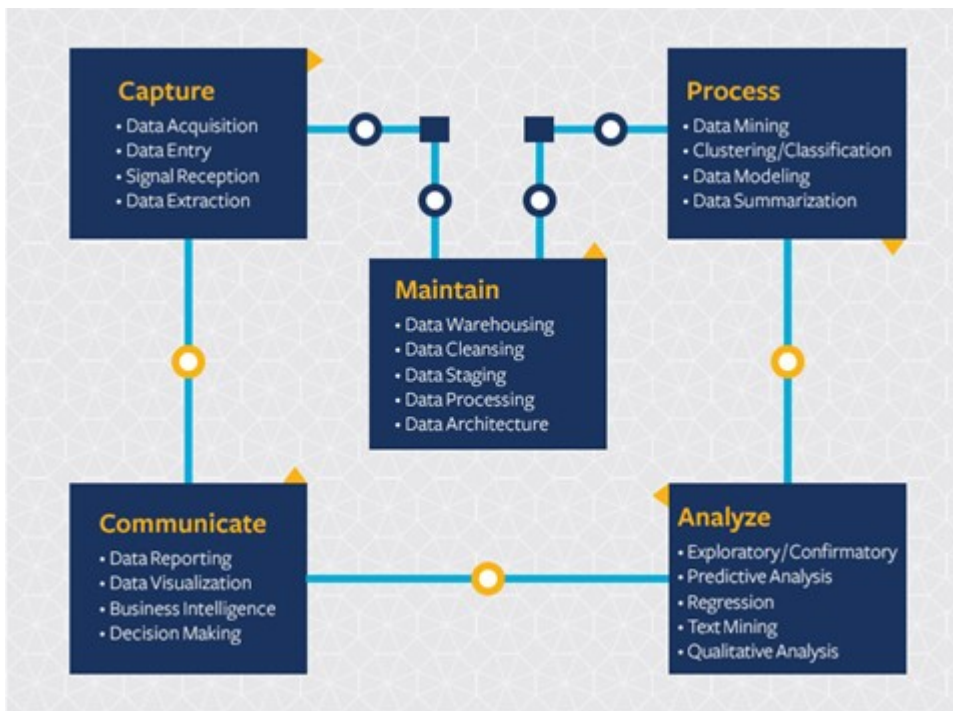 Capture
• Data Acquisition
• Data Entry
• Signal Reception
• Data Extraction
Maintain
• Data Warehousing
• Data Cleansing
• Data Staging
• Data Processing
• Data Architecture
Process
• Data Mining
• Clustering/Classification
• Data Modeling
• Data Summarization
Analyze
• Exploratory/Confirmatory
• Predictive Analysis
• Regression
• Text Mining
• Qualitative Analysis
Communicate
• Data Reporting
• Data Visualization
• Business Intelligence
• Decision Making